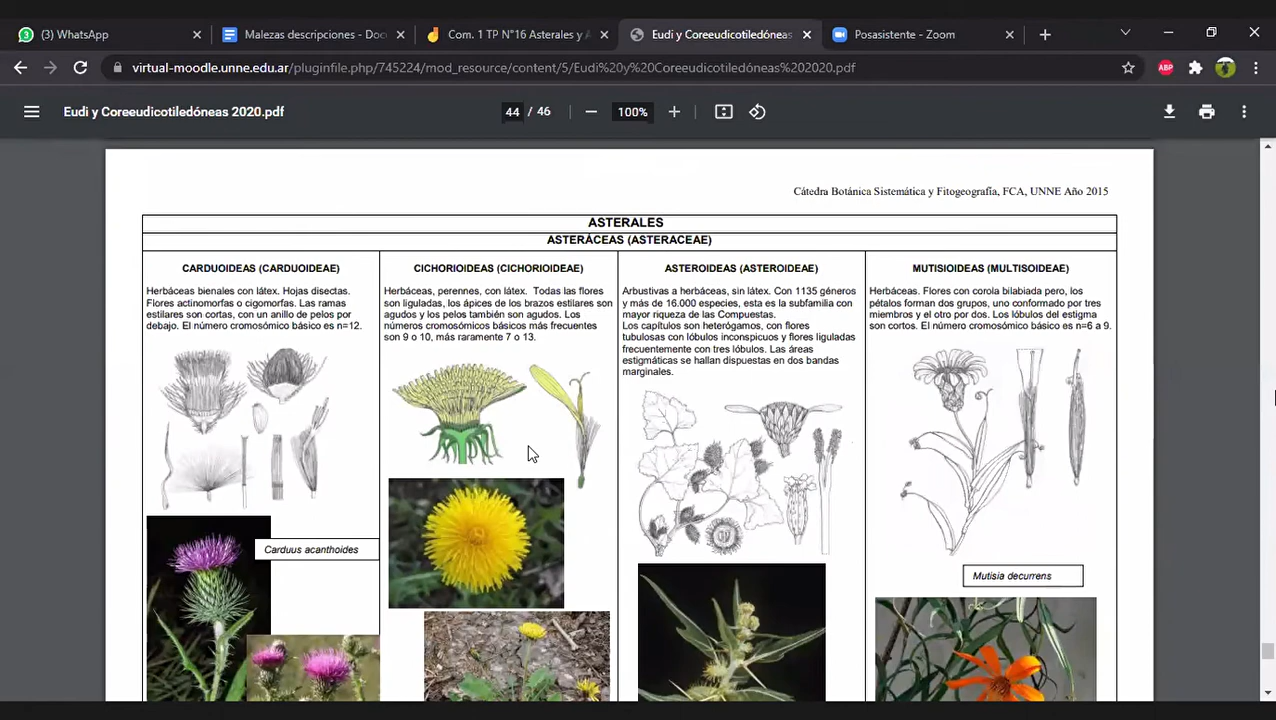 (3) WhatsApp
Malezas descripciones - Doc
Com. 1 TP N°16 Asterales y A
Eudi y Coreeudicotiledóneas
Posasistente - Zoom
virtual-moodle.unne.edu.ar/pluginfile.php/745224/mod_resource/content/5/Eudi%20y%20Coreeudicotiledóneas%202020.pdf
ABP
Eudi y Coreeudicotiledóneas 2020.pdf
44 / 46
100%
Cátedra Botánica Sistemática y Fitogeografía, FCA, UNNE Año 2015
ASTERALES
ASTERÁCEAS (ASTERACEAE)
CARDUOIDEAS (CARDUOIDEAE)
Herbáceas bienales con látex. Hojas disectas.
Flores actinomorfas o cigomorfas. Las ramas
estilares son cortas, con un anillo de pelos por
debajo. El número cromosómico básico es n=12.
Carduus acanthoides
CICHORIOIDEAS (CICHORIOIDEAE)
Herbáceas, perennes, con látex. Todas las flores
son liguladas, los ápices de los brazos estilares son
agudos y los pelos también son agudos. Los
números cromosómicos básicos más frecuentes
son 9 o 10, más raramente 7 o 13.
ASTEROIDEAS (ASTEROIDEAE)
Arbustivas a herbáceas, sin látex. Con 1135 géneros
y más de 16.000 especies, esta es la subfamilia con
mayor riqueza de las Compuestas.
Los capítulos son heterógamos, con flores
tubulosas con lóbulos inconspicuos y flores liguladas
frecuentemente con tres lóbulos. Las áreas
estigmáticas se hallan dispuestas en dos bandas
marginales.
MUTISIOIDEAS (MULTISOIDEAE)
Herbáceas. Flores con corola bilabiada pero, los
pétalos forman dos grupos, uno conformado por tres
miembros y el otro por dos. Los lóbulos del estigma
son cortos. El número cromosómico básico es n=6 a 9.
Mutisia decurrens